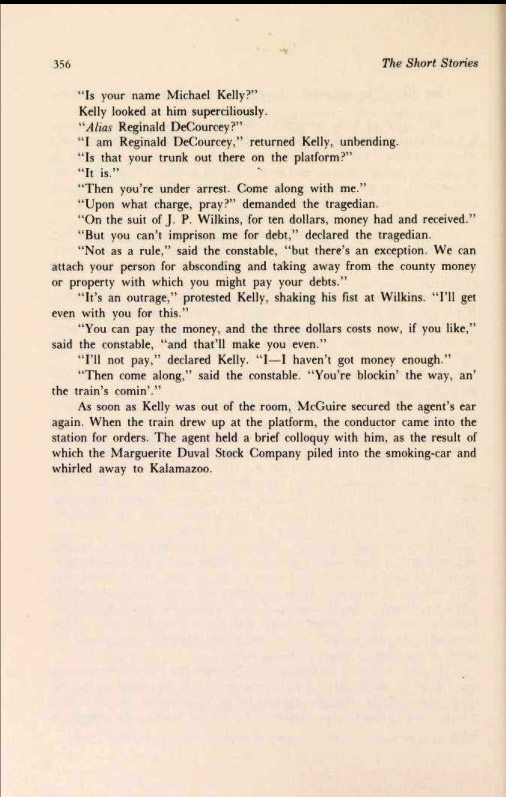 356 The Short Stories
"Is your name Michael Kelly?"
Kelly looked at him superciliously.
"Alias Reginald DeCourcey?"
"I am Reginald DeCourcey," returned Kelly, unbending.
"Is that your trunk out there on the platform?"
"It is."
"Then you're under arrest. Come along with me."
"Upon what charge, pray?" demanded the tragedian.
"On the suit of J. P. Wilkins, for ten dollars, money had and received."
"But you can't imprison me for debt," declared the tragedian.
"Not as a rule," said the constable, "but there's an exception. We can
attach your person for absconding and taking away from the county money
or property with which you might pay your debts."
"It's an outrage," protested Kelly, shaking his fist at Wilkins. "I'll get
even with you for this."
"You can pay the money, and the three dollars costs now, if you like,"
said the constable, "and that'll make you even."
"I'll not pay," declared Kelly. "I—I haven't got money enough."
"Then come along," said the constable. "You're blockin' the way, an'
the train's comin'."
As soon as Kelly was out of the room, McGuire secured the agent's ear
again. When the train drew up at the platform, the conductor came into the
station for orders. The agent held a brief colloquy with him, as the result of
which the Marguerite Duval Stock Company piled into the smoking-car and
whirled away to Kalamazoo.